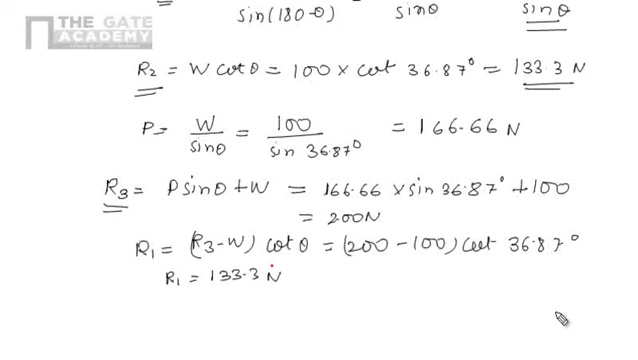 THE GATE ACADEMY
sin(180-θ) sinθ sinθ
R2 = W cotθ = 100 × cot 36.87° = 133.3 N
P = W/sinθ = 100/sin 36.87° = 166.66 N
R3 = P sinθ + W = 166.66 × sin 36.87° + 100
= 200N
R1 = (R3-W) cotθ = (200-100) cot 36.87°
R1 = 133.3 N